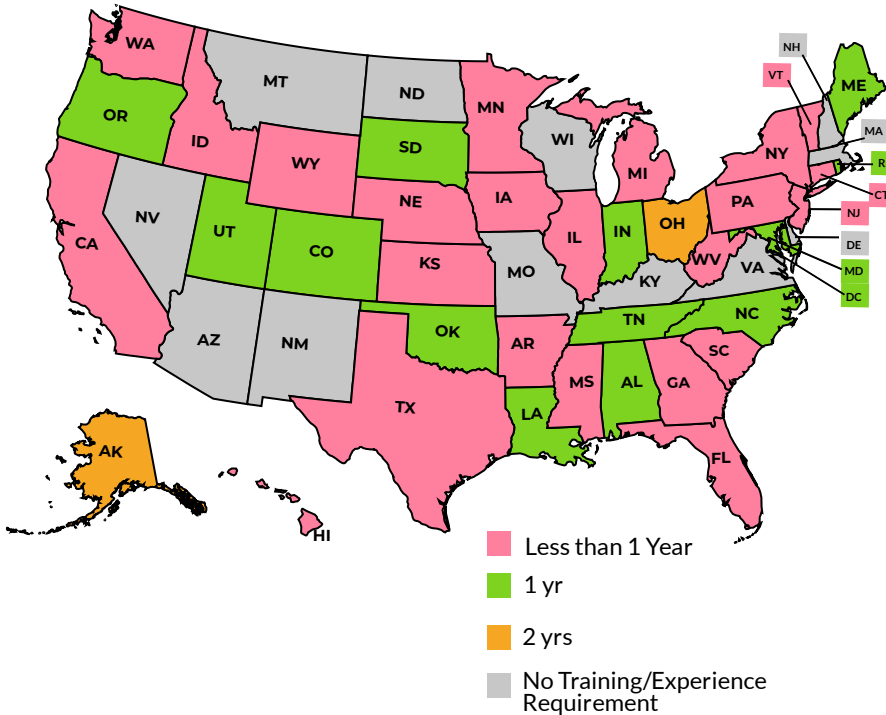 WA
MT
ND
MN
NH
VT
ME
OR
ID
SD
WI
MA
NY
R
WY
MI
CT
IA
NE
PA
NJ
NV
UT
CO
CA
IL
IN
OH
DE
KS
MO
WV
VA
MD
KY
DC
AZ
NM
OK
TN
NC
AR
SC
MS
AL
GA
TX
LA
AK
FL
HI
Less than 1 Year
1 yr
2 yrs
No Training/Experience
Requirement